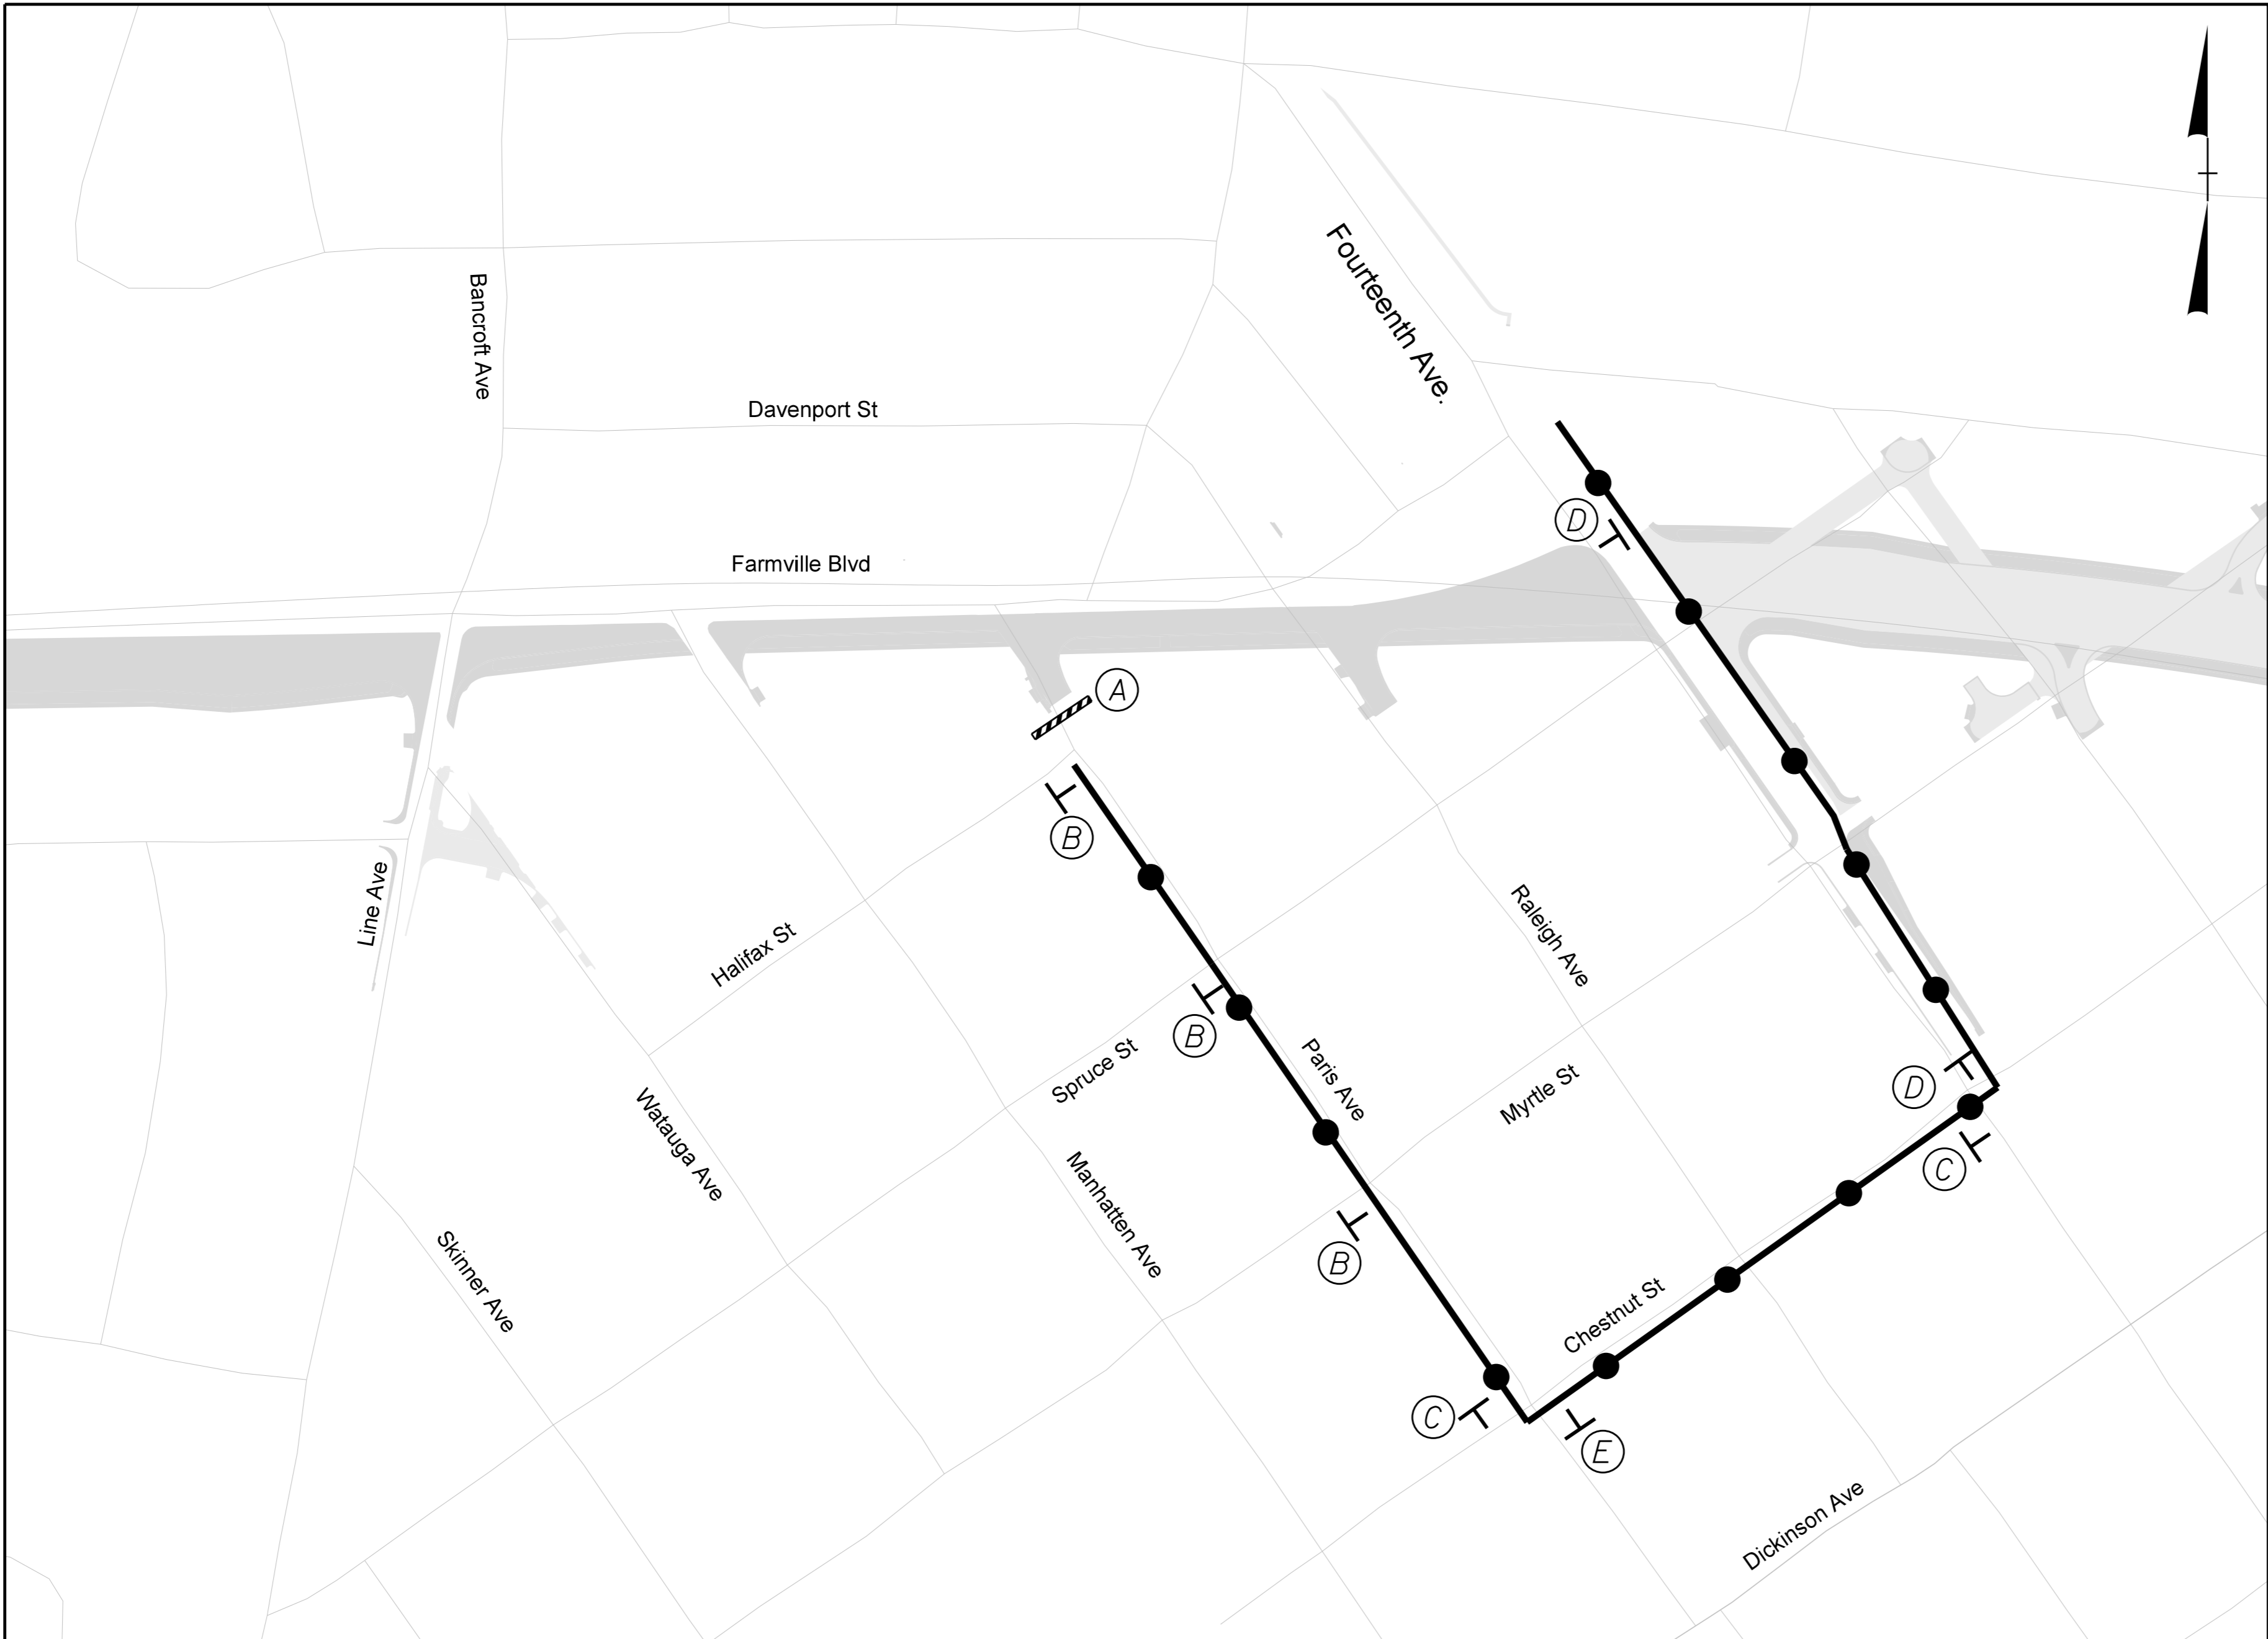 Fourteenth Ave.
Bancroft Ave
Davenport St
D
Farmville Blvd
A
B
Line Ave
Raleigh Ave
Halifax St
B
Spruce St
Paris Ave
Myrtle St
D
Watauga Ave
Manhatten Ave
C
B
Skinner Ave
Chestnut St
C
E
Dickinson Ave